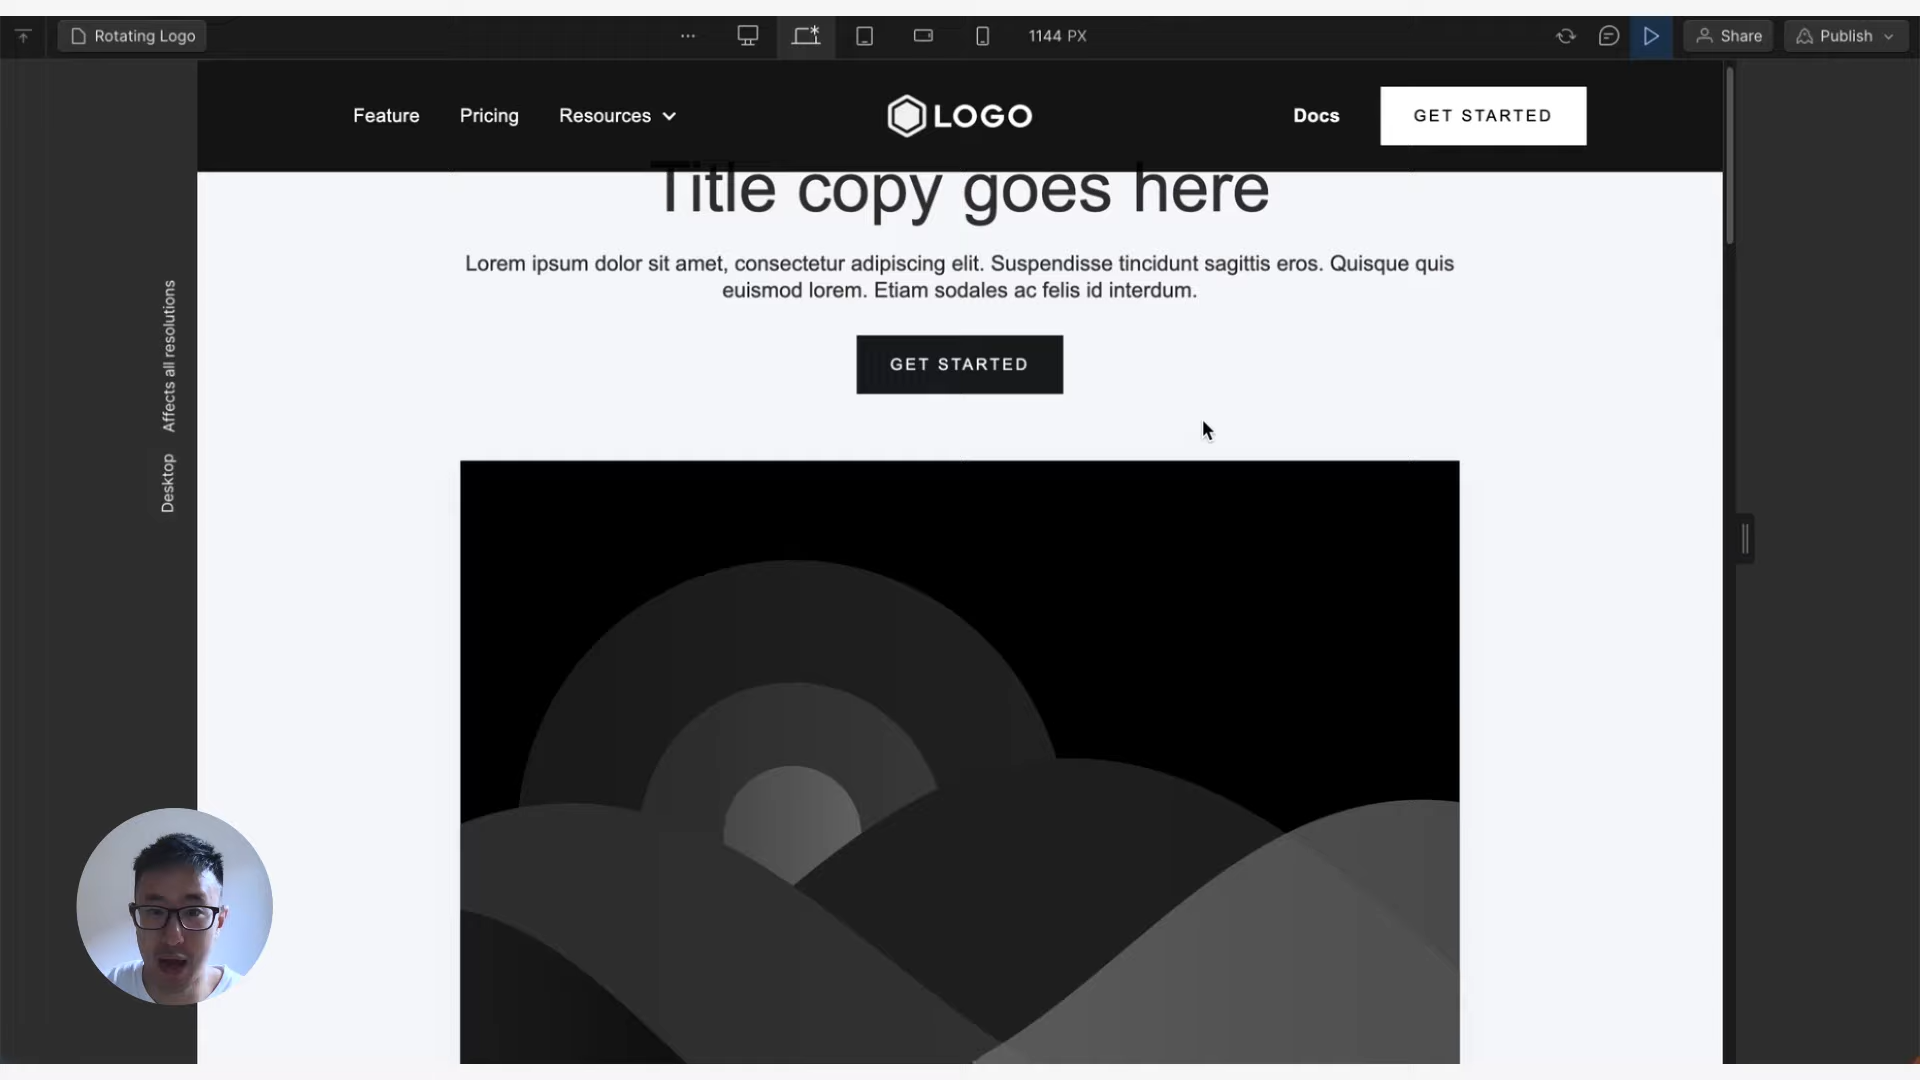 Rotating Logo
1144 PX
Share
Publish
Feature
Pricing
Resources
LOGO
Docs
GET STARTED
Title copy goes here
Lorem ipsum dolor sit amet, consectetur adipiscing elit. Suspendisse tincidunt sagittis eros. Quisque quis
euismod lorem. Etiam sodales ac felis id interdum.
GET STARTED
Desktop Affects all resolutions